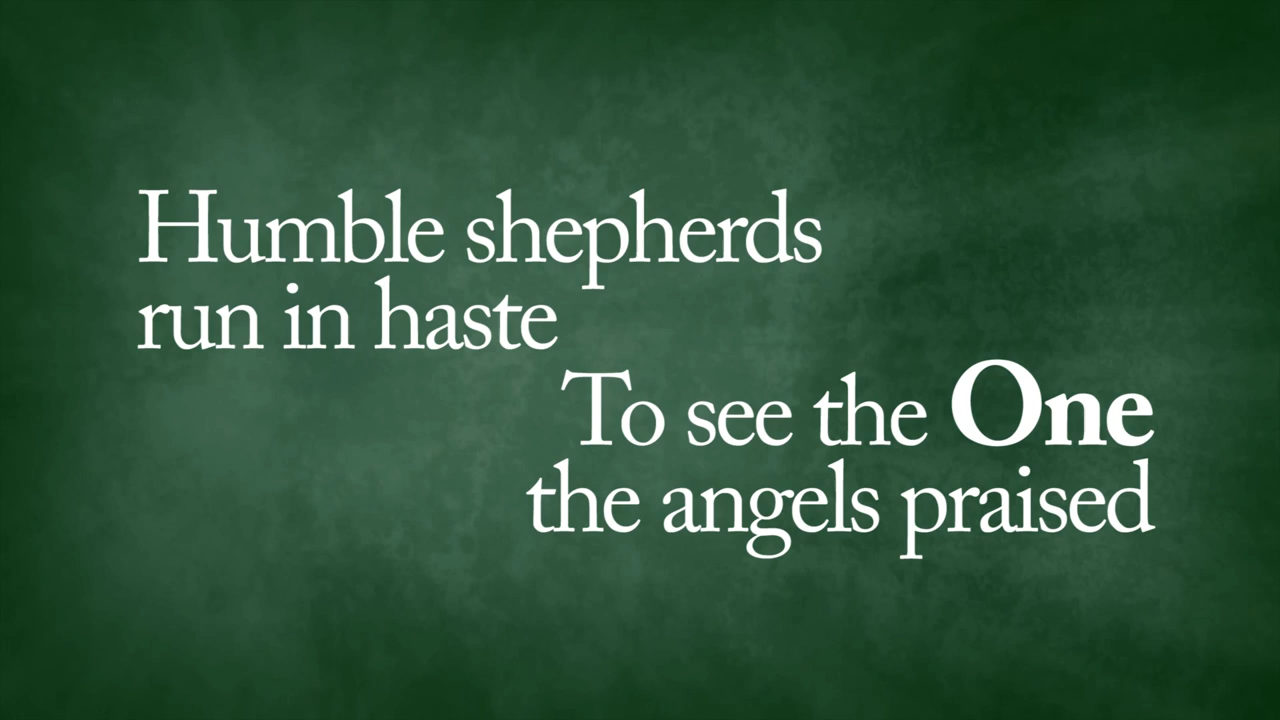 Humble shepherds
run in haste
To see the One
the angels praised